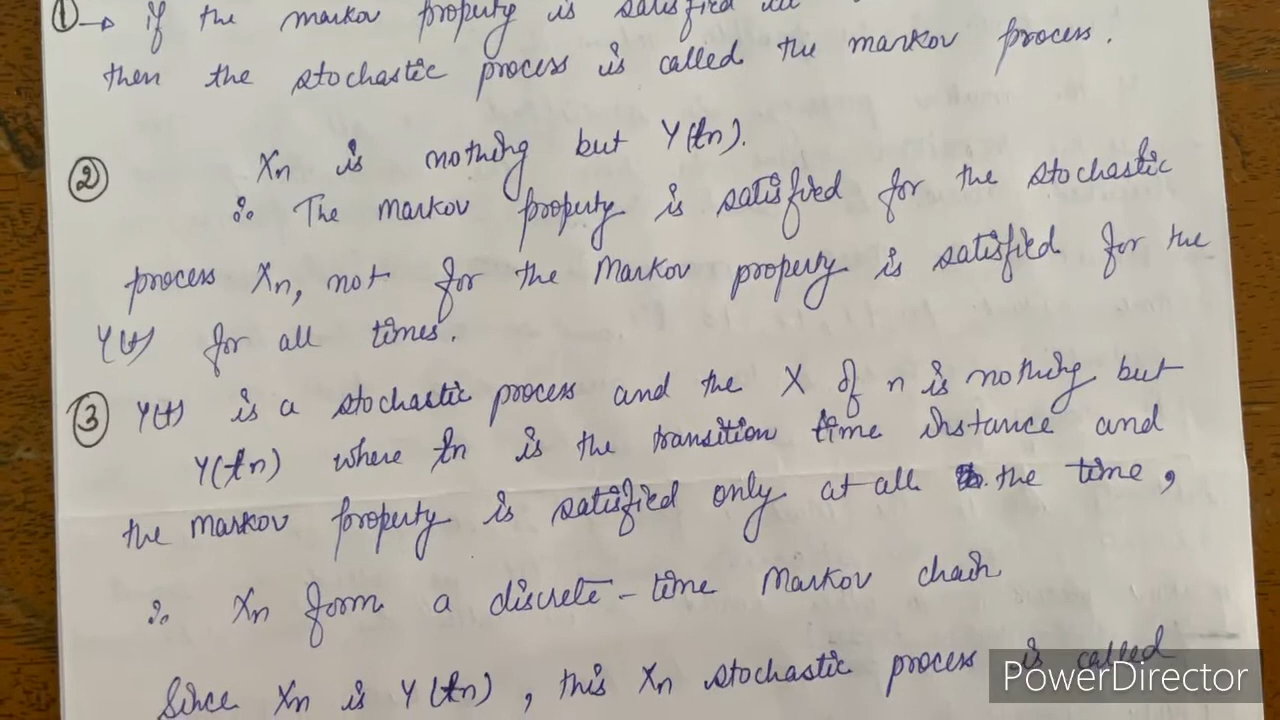 ① → if the markov property is satisfied
then the stochastic process is called the markov process.
② Xn is nothing but Y(tn).
∴ The Markov property is satisfied for the stochastic
process Xn, not for the Markov property is satisfied for the
Y(t) for all times.
③ Y(t) is a stochastic process and the X of n is nothing but
Y(tn) where tn is the transition time instance and
the Markov property is satisfied only at all the time,
∴ Xn form a discrete-time Markov chain
Since Xn is Y(tn), this Xn stochastic process is called
PowerDirector